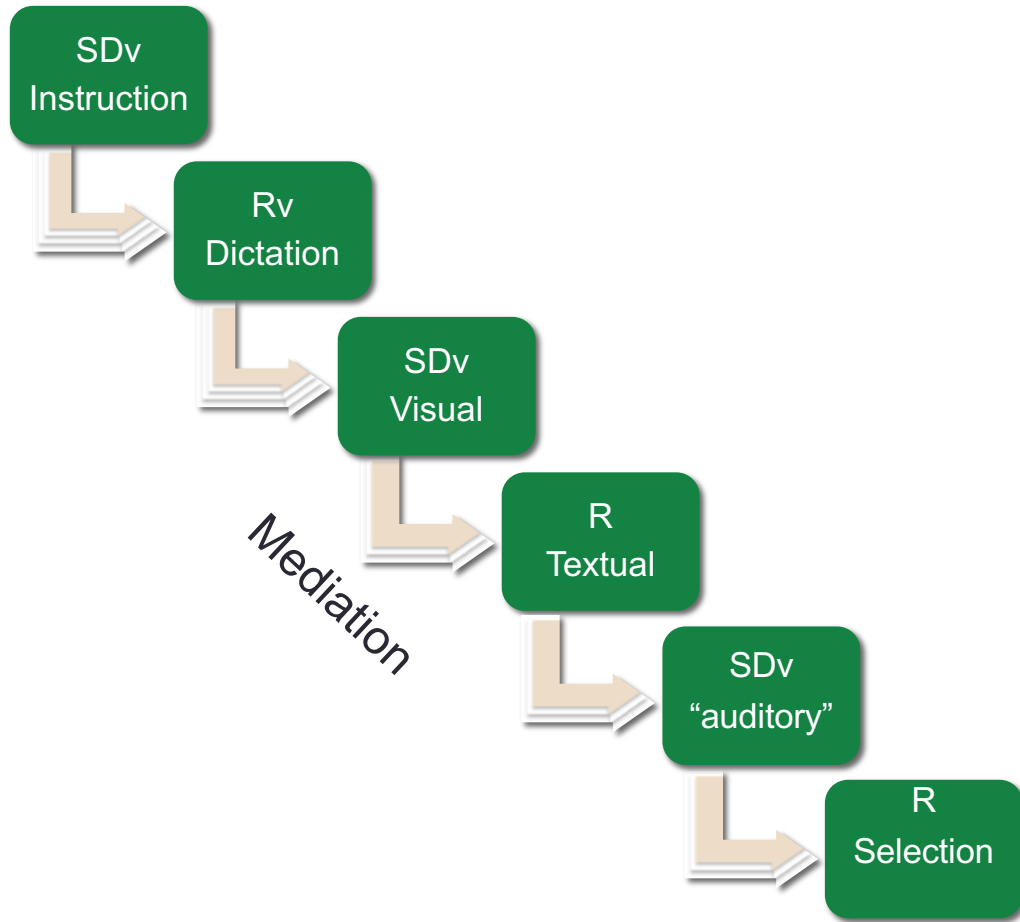 SDv
Instruction
Rv
Dictation
SDv
Visual
Mediation
R
Textual
SDv
“auditory”
R
Selection